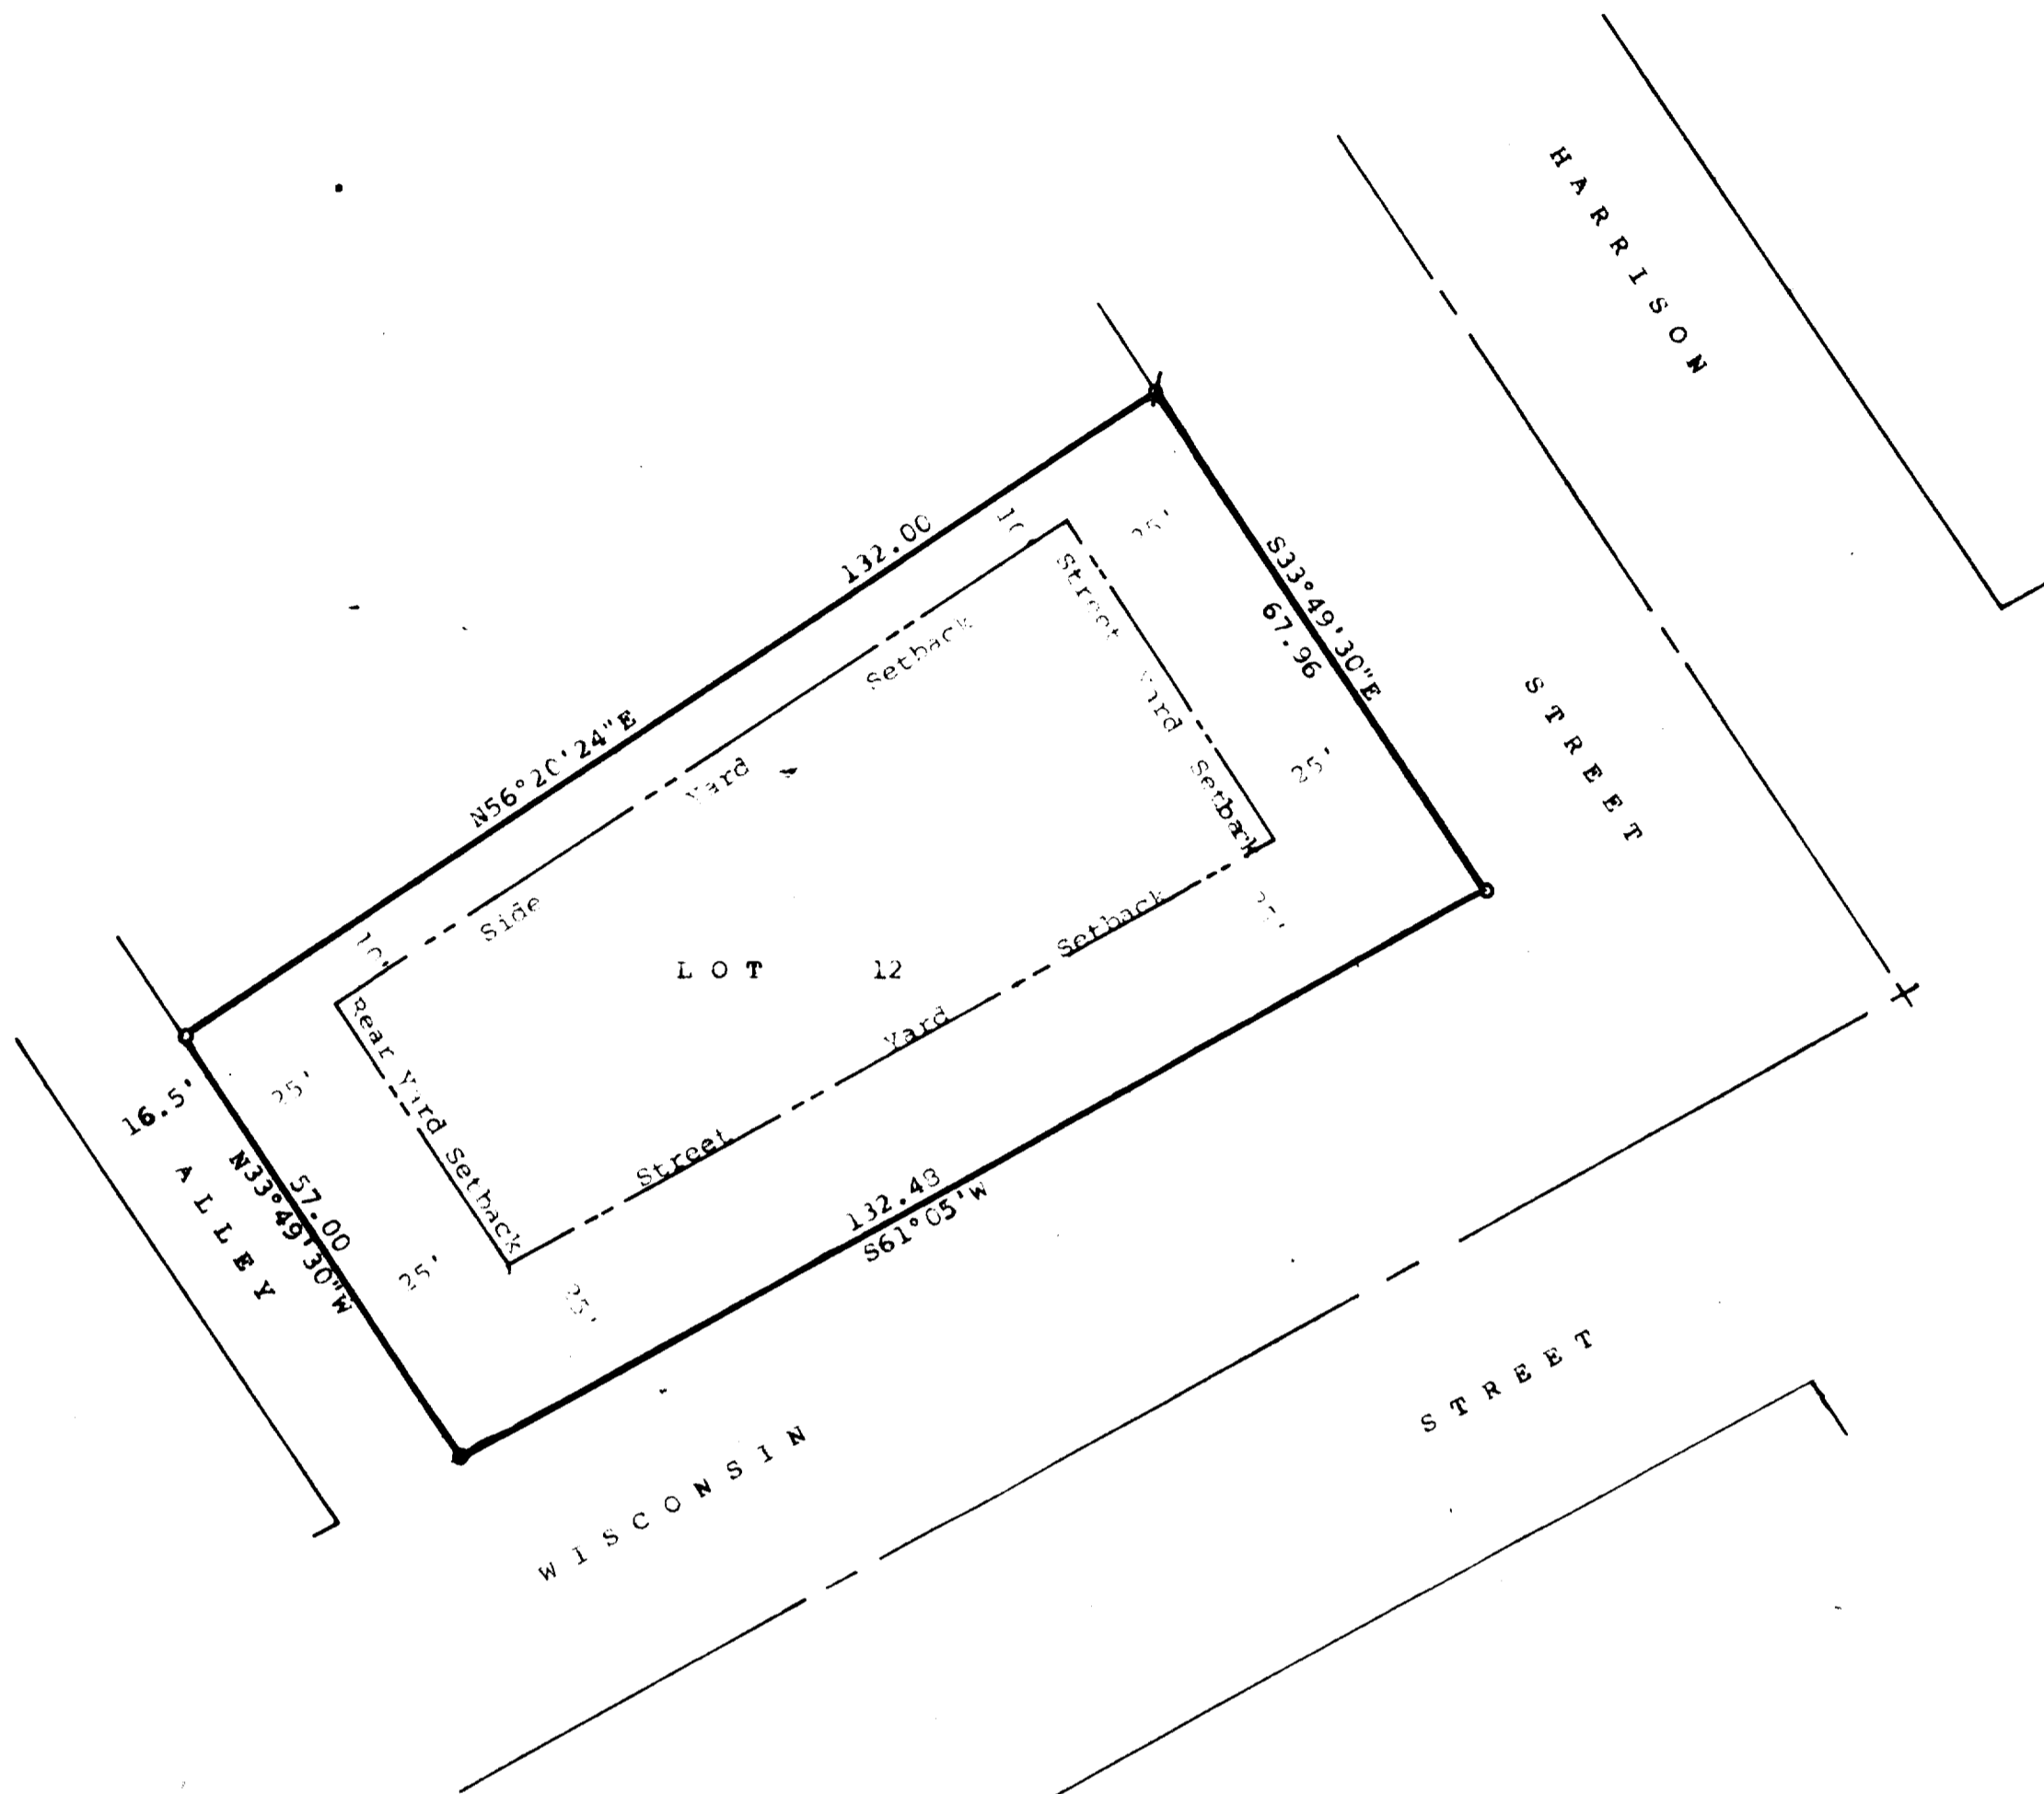 HARRISON
STREET
132.00
N56°20'24"E
S33°49'30"E
67.96
25'
25'
Side Yard Setback
Street Yard Setback
LOT 12
Rear Yard Setback
Street Yard Setback
25'
25'
25'
16.5'
ALLEY
57.00
N33°49'30"W
132.43
S61°05'W
WISCONSIN STREET